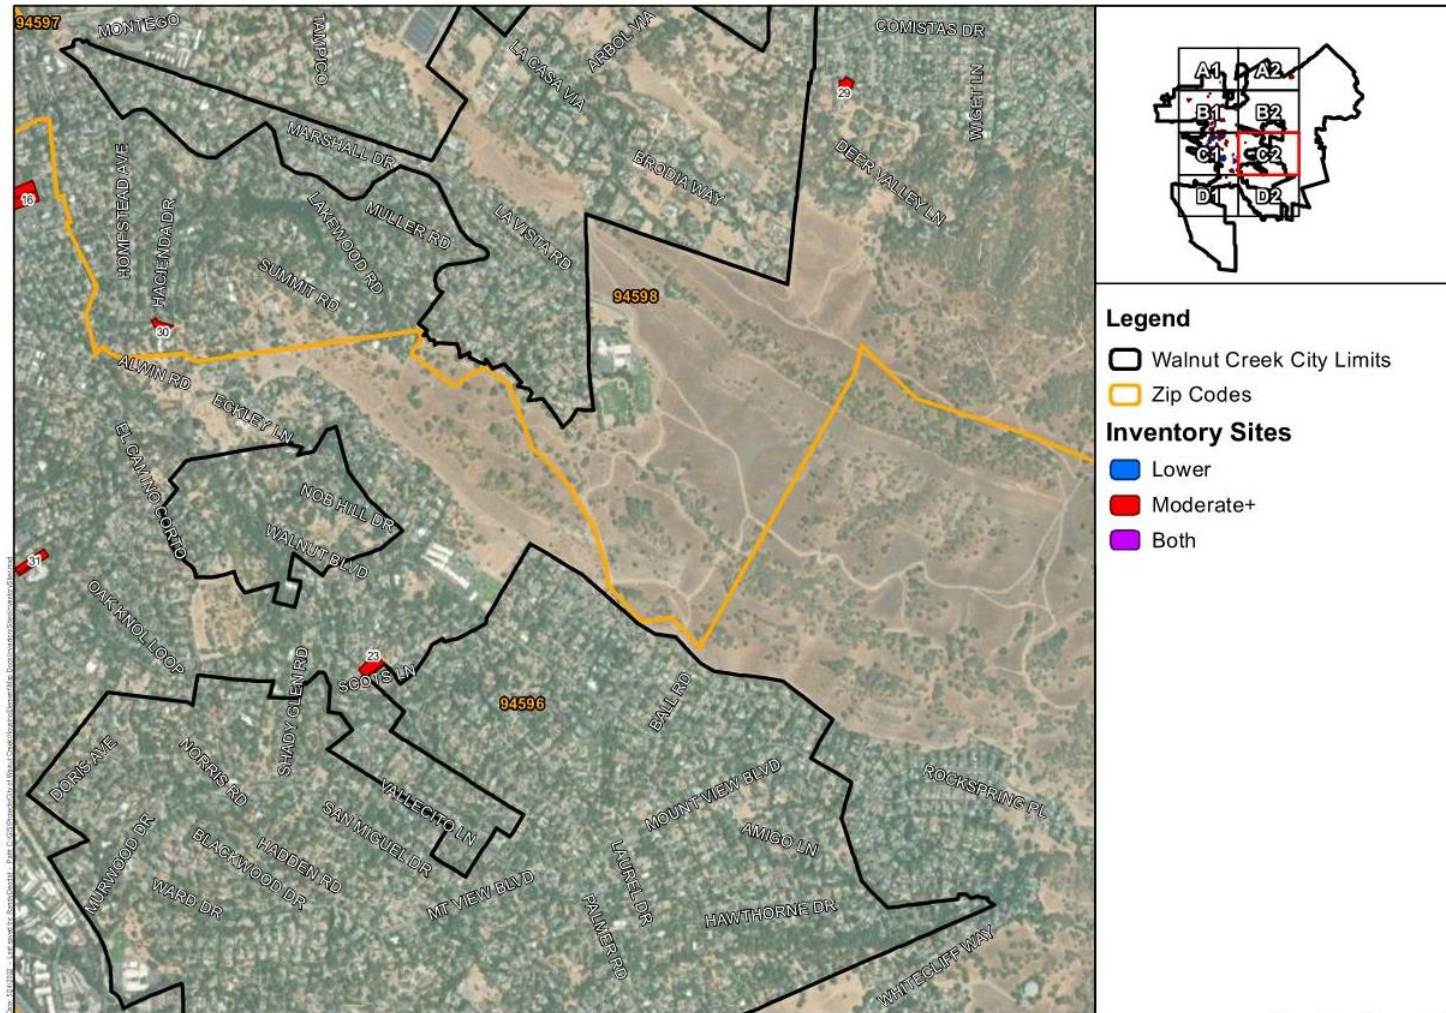 94597
MONTEGO
TAMPICO
LA CASA VIA
ARBOL VIA
COMISTAS DR
WIGET LN
29
MARSHALL DR
BRODIA WAY
DEER VALLEY LN
16
HOMESTEAD AVE
HACIENDA DR
LAKEWOOD RD
MULLER RD
LA VISTA RD
SUMMIT RD
94598
30
ALWIN RD
ECKLEY LN
EL CAMINO CORTO
NOB HILL DR
WALNUT BLVD
31
OAK KNOL LOOP
SHADY GLEN RD
23
SCOTS LN
94596
BALL RD
DORIS AVE
NORRIS RD
VALLECITO LN
SAN MIGUEL DR
MOUNT VIEW BLVD
ROCKSPRING PL
AMIGO LN
MURWOOD DR
HADDEN RD
BLACKWOOD DR
WARD DR
MT VIEW BLVD
LAUREL DR
PALMER RD
HAWTHORNE DR
WHITECLIFF WAY
A1
A2
B1
B2
C1
C2
D1
D2
Legend
Walnut Creek City Limits
Zip Codes
Inventory Sites
Lower
Moderate+
Both